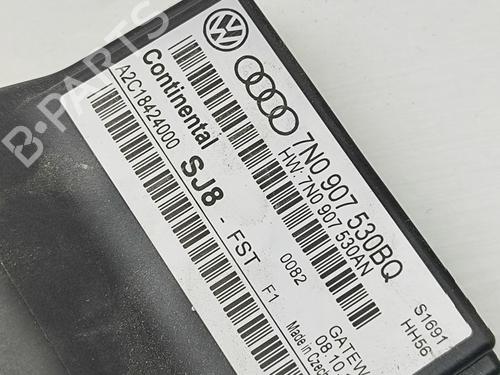 B-PARTS
7N0 907 530BQ
HW: 7N0 907 530AN
S1691
HH56
Continental
SJ8 - FST
0082
GATEW
08.10
A2C18424000
F1
Made in Czech